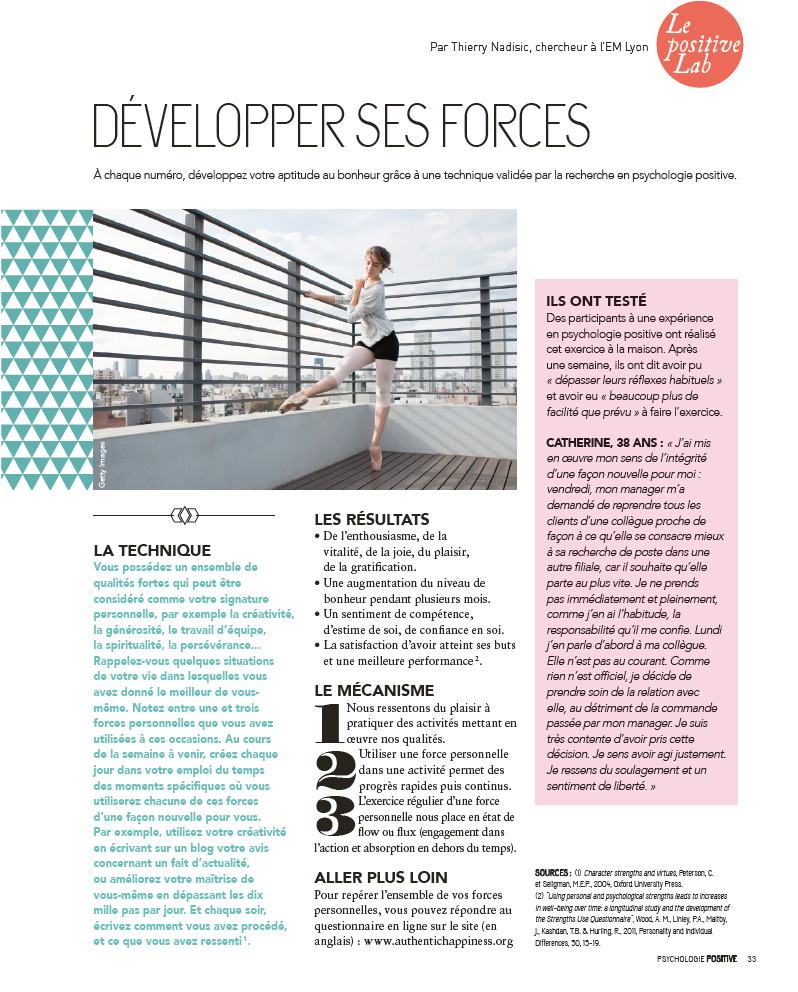 Par Thierry Nadisic, chercheur à l'EM Lyon
Le
positive
Lab
DÉVELOPPER SES FORCES
À chaque numéro, développez votre aptitude au bonheur grâce à une technique validée par la recherche en psychologie positive.
Getty Images
LA TECHNIQUE
Vous possédez un ensemble de
qualités fortes qui peut être
considéré comme votre signature
personnelle, par exemple la créativité,
la générosité, le travail d'équipe,
la spiritualité, la persévérance...
Rappelez-vous quelques situations
de votre vie dans lesquelles vous
avez donné le meilleur de vous-
même. Notez entre une et trois
forces personnelles que vous avez
utilisées à ces occasions. Au cours
de la semaine à venir, créez chaque
jour dans votre emploi du temps
des moments spécifiques où vous
utiliserez chacune de ces forces
d'une façon nouvelle pour vous.
Par exemple, utilisez votre créativité
en écrivant sur un blog votre avis
concernant un fait d'actualité,
ou améliorez votre maîtrise de
vous-même en dépassant les dix
mille pas par jour. Et chaque soir,
écrivez comment vous avez procédé,
et ce que vous avez ressenti¹.
LES RÉSULTATS
• De l'enthousiasme, de la
vitalité, de la joie, du plaisir,
de la gratification.
• Une augmentation du niveau de
bonheur pendant plusieurs mois.
• Un sentiment de compétence,
d'estime de soi, de confiance en soi.
• La satisfaction d'avoir atteint ses buts
et une meilleure performance².
LE MÉCANISME
1 Nous ressentons du plaisir à
pratiquer des activités mettant en
œuvre nos qualités.
2 Utiliser une force personnelle
dans une activité permet des
progrès rapides puis continus.
3 L'exercice régulier d'une force
personnelle nous place en état de
flow ou flux (engagement dans
l'action et absorption en dehors du temps).
ALLER PLUS LOIN
Pour repérer l'ensemble de vos forces
personnelles, vous pouvez répondre au
questionnaire en ligne sur le site (en
anglais) : www.authentichappiness.org
ILS ONT TESTÉ
Des participants à une expérience
en psychologie positive ont réalisé
cet exercice à la maison. Après
une semaine, ils ont dit avoir pu
« dépasser leurs réflexes habituels »
et avoir eu « beaucoup plus de
facilité que prévu » à faire l'exercice.
CATHERINE, 38 ANS : « J'ai mis
en œuvre mon sens de l'intégrité
d'une façon nouvelle pour moi :
vendredi, mon manager m'a
demandé de reprendre tous les
clients d'une collègue proche de
façon à ce qu'elle se consacre mieux
à sa recherche de poste dans une
autre filiale, car il souhaite qu'elle
parte au plus vite. Je ne prends
pas immédiatement et pleinement,
comme j'en ai l'habitude, la
responsabilité qu'il me confie. Lundi
j'en parle d'abord à ma collègue.
Elle n'est pas au courant. Comme
rien n'est officiel, je décide de
prendre soin de la relation avec
elle, au détriment de la commande
passée par mon manager. Je suis
très contente d'avoir pris cette
décision. Je sens avoir agi justement.
Je ressens du soulagement et un
sentiment de liberté. »
SOURCES : (1) Character strengths and virtues, Peterson, C.
et Seligman, M.E.P., 2004, Oxford University Press.
(2) "Using personal and psychological strengths leads to increases
in well-being over time: a longitudinal study and the development of
the Strengths Use Questionnaire", Wood, A. M., Linley, P.A., Maltby,
J., Kashdan, T.B. & Hurling, R., 2011, Personality and Individual
Differences, 50, 15-19.
PSYCHOLOGIE POSITIVE 33